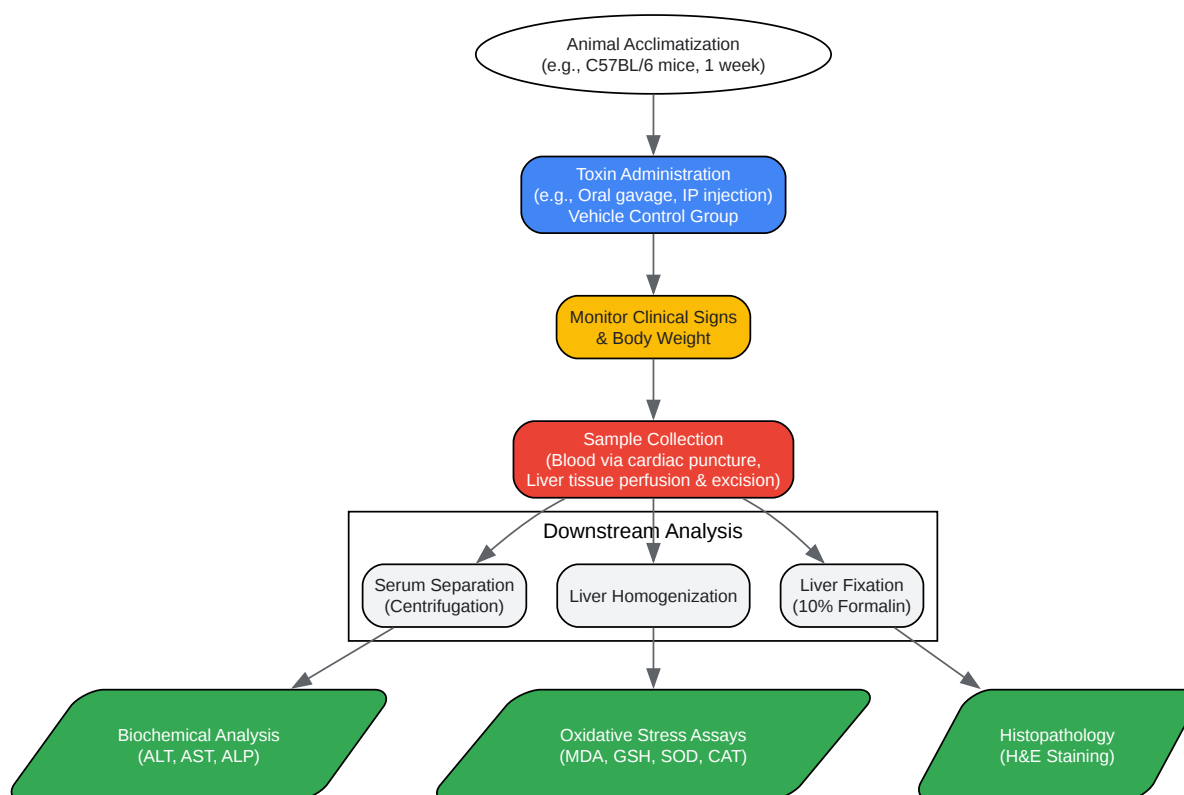 Animal Acclimatization
(e.g., C57BL/6 mice, 1 week)
Toxin Administration
(e.g., Oral gavage, IP injection)
Vehicle Control Group
Monitor Clinical Signs
& Body Weight
Sample Collection
(Blood via cardiac puncture,
Liver tissue perfusion & excision)
Downstream Analysis
Serum Separation
(Centrifugation)
Liver Homogenization
Liver Fixation
(10% Formalin)
Biochemical Analysis
(ALT, AST, ALP)
Oxidative Stress Assays
(MDA, GSH, SOD, CAT)
Histopathology
(H&E Staining)